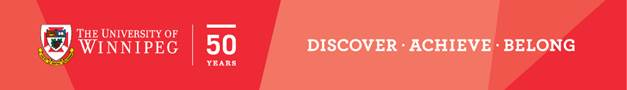 THE UNIVERSITY OF
WINNIPEG
50
YEARS
DISCOVER · ACHIEVE · BELONG